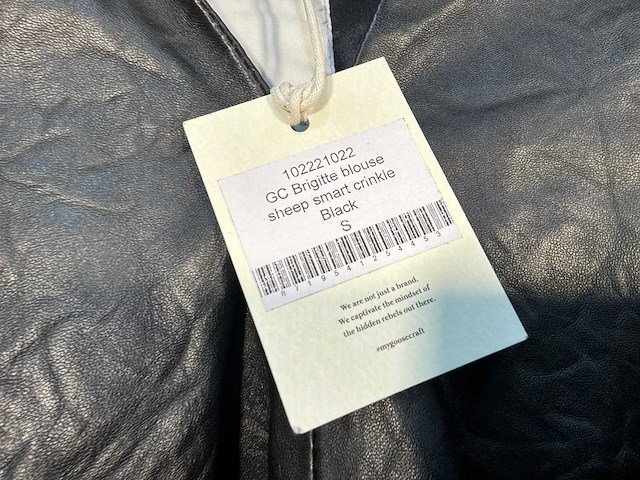 102221022
GC Brigitte blouse
sheep smart crinkle
Black
S
8719541254453
We are not just a brand.
We captivate the mindset of
the hidden rebels out there.
#mygoosecraft